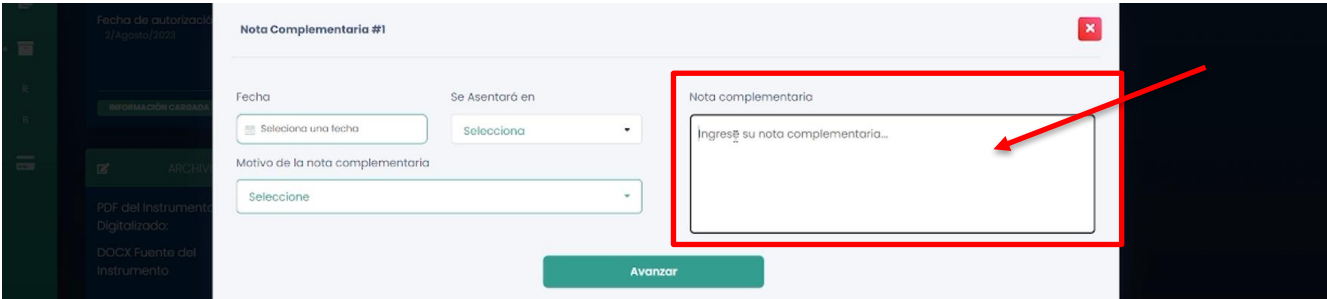 Fecha de autorizació
2/Agosto/2023
INFORMACIÓN CARGADA
ARCHIV
PDF del Instrumento
Digitalizado:
DOCX Fuente del
Instrumento
Nota Complementaria #1
Fecha
Seleciona una fecha
Se Asentará en
Selecciona
Motivo de la nota complementaria
Seleccione
Nota complementaria
Ingrese su nota complementaria...
Avanzar